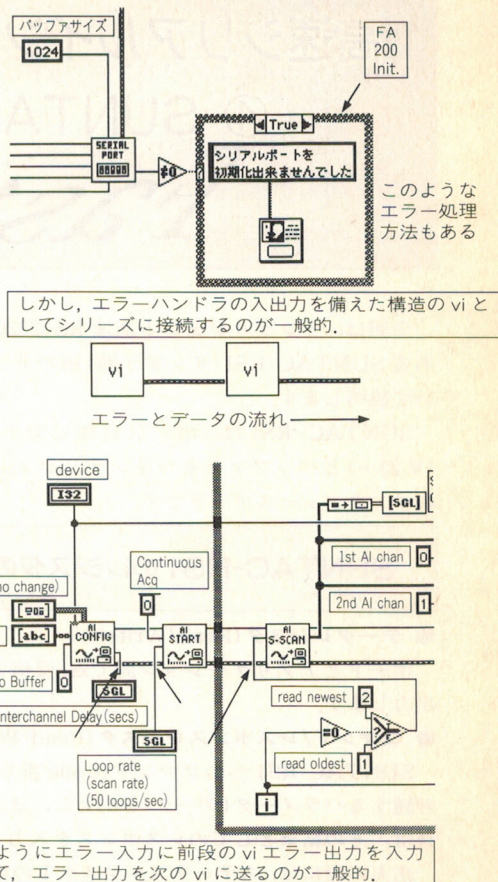 バッファサイズ
1024
FA
200
Init.
True
SERIAL
PORT
≠0
シリアルポートを
初期化出来ませんでした
このような
エラー処理
方法もある
しかし，エラーハンドラの入出力を備えた構造の vi と
してシリーズに接続するのが一般的．
vi
vi
エラーとデータの流れ
device
I32
[SGL]
no change)
Continuous
Acq
1st AI chan 0
0
2nd AI chan 1
[abc]
AI
CONFIG
AI
START
AI
S-SCAN
o Buffer 0
SGL
read newest 2
nterchannel Delay(secs)
=0
?
SGL
read oldest 1
Loop rate
(scan rate)
(50 loops/sec)
i
ようにエラー入力に前段の vi エラー出力を入力
て，エラー出力を次の vi に送るのが一般的．